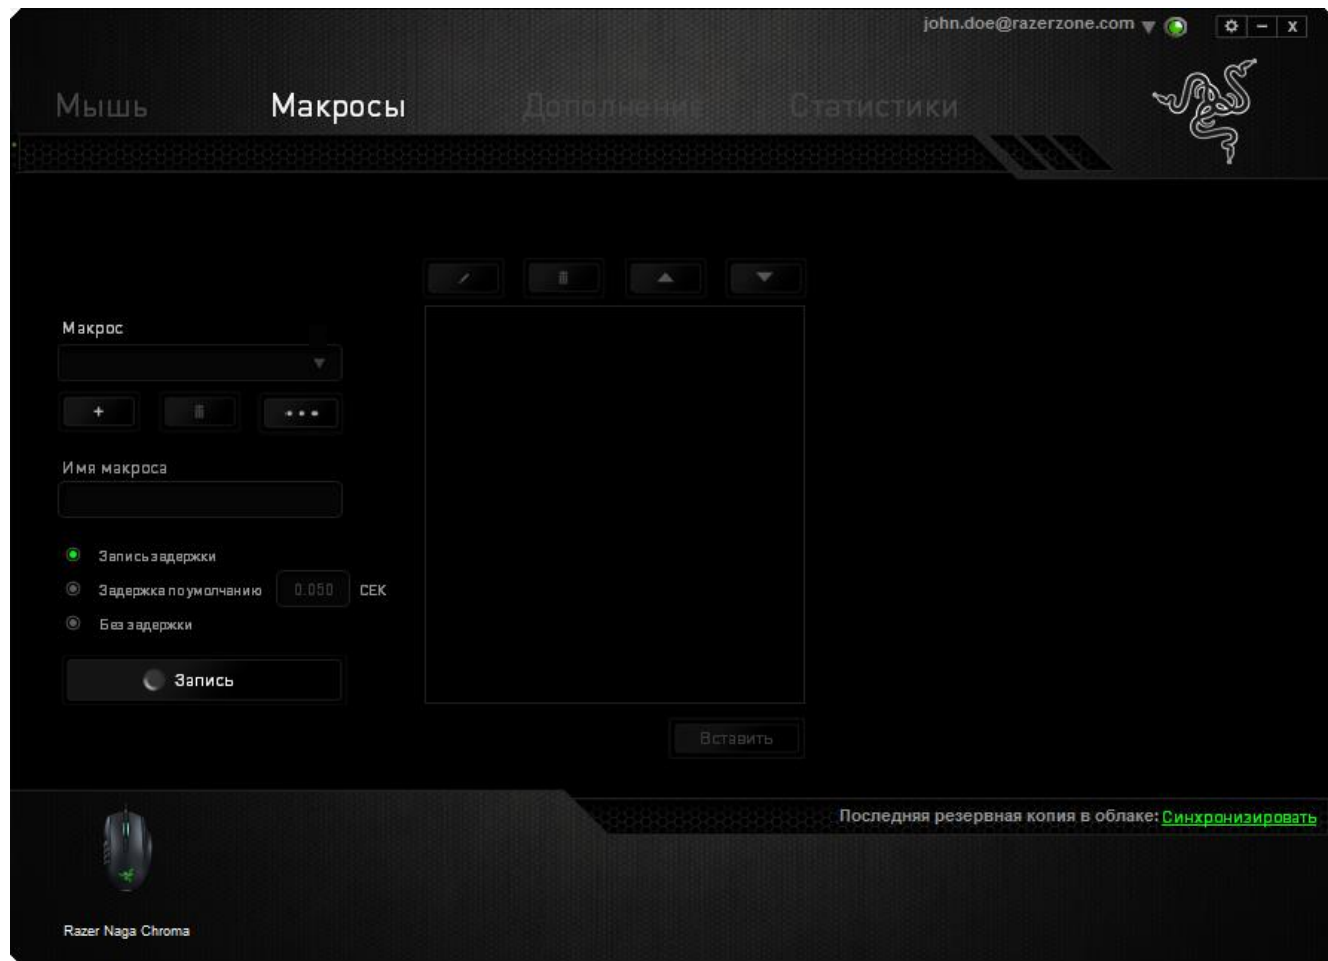 john.doe@razerzone.com
x
Мышь Макросы Дополнение Статистики
Макрос
Имя макроса
Запись задержки
Задержка по умолчанию 0.050 СЕК
Без задержки
Запись
Вставить
Последняя резервная копия в облаке: Синхронизировать
Razer Naga Chroma